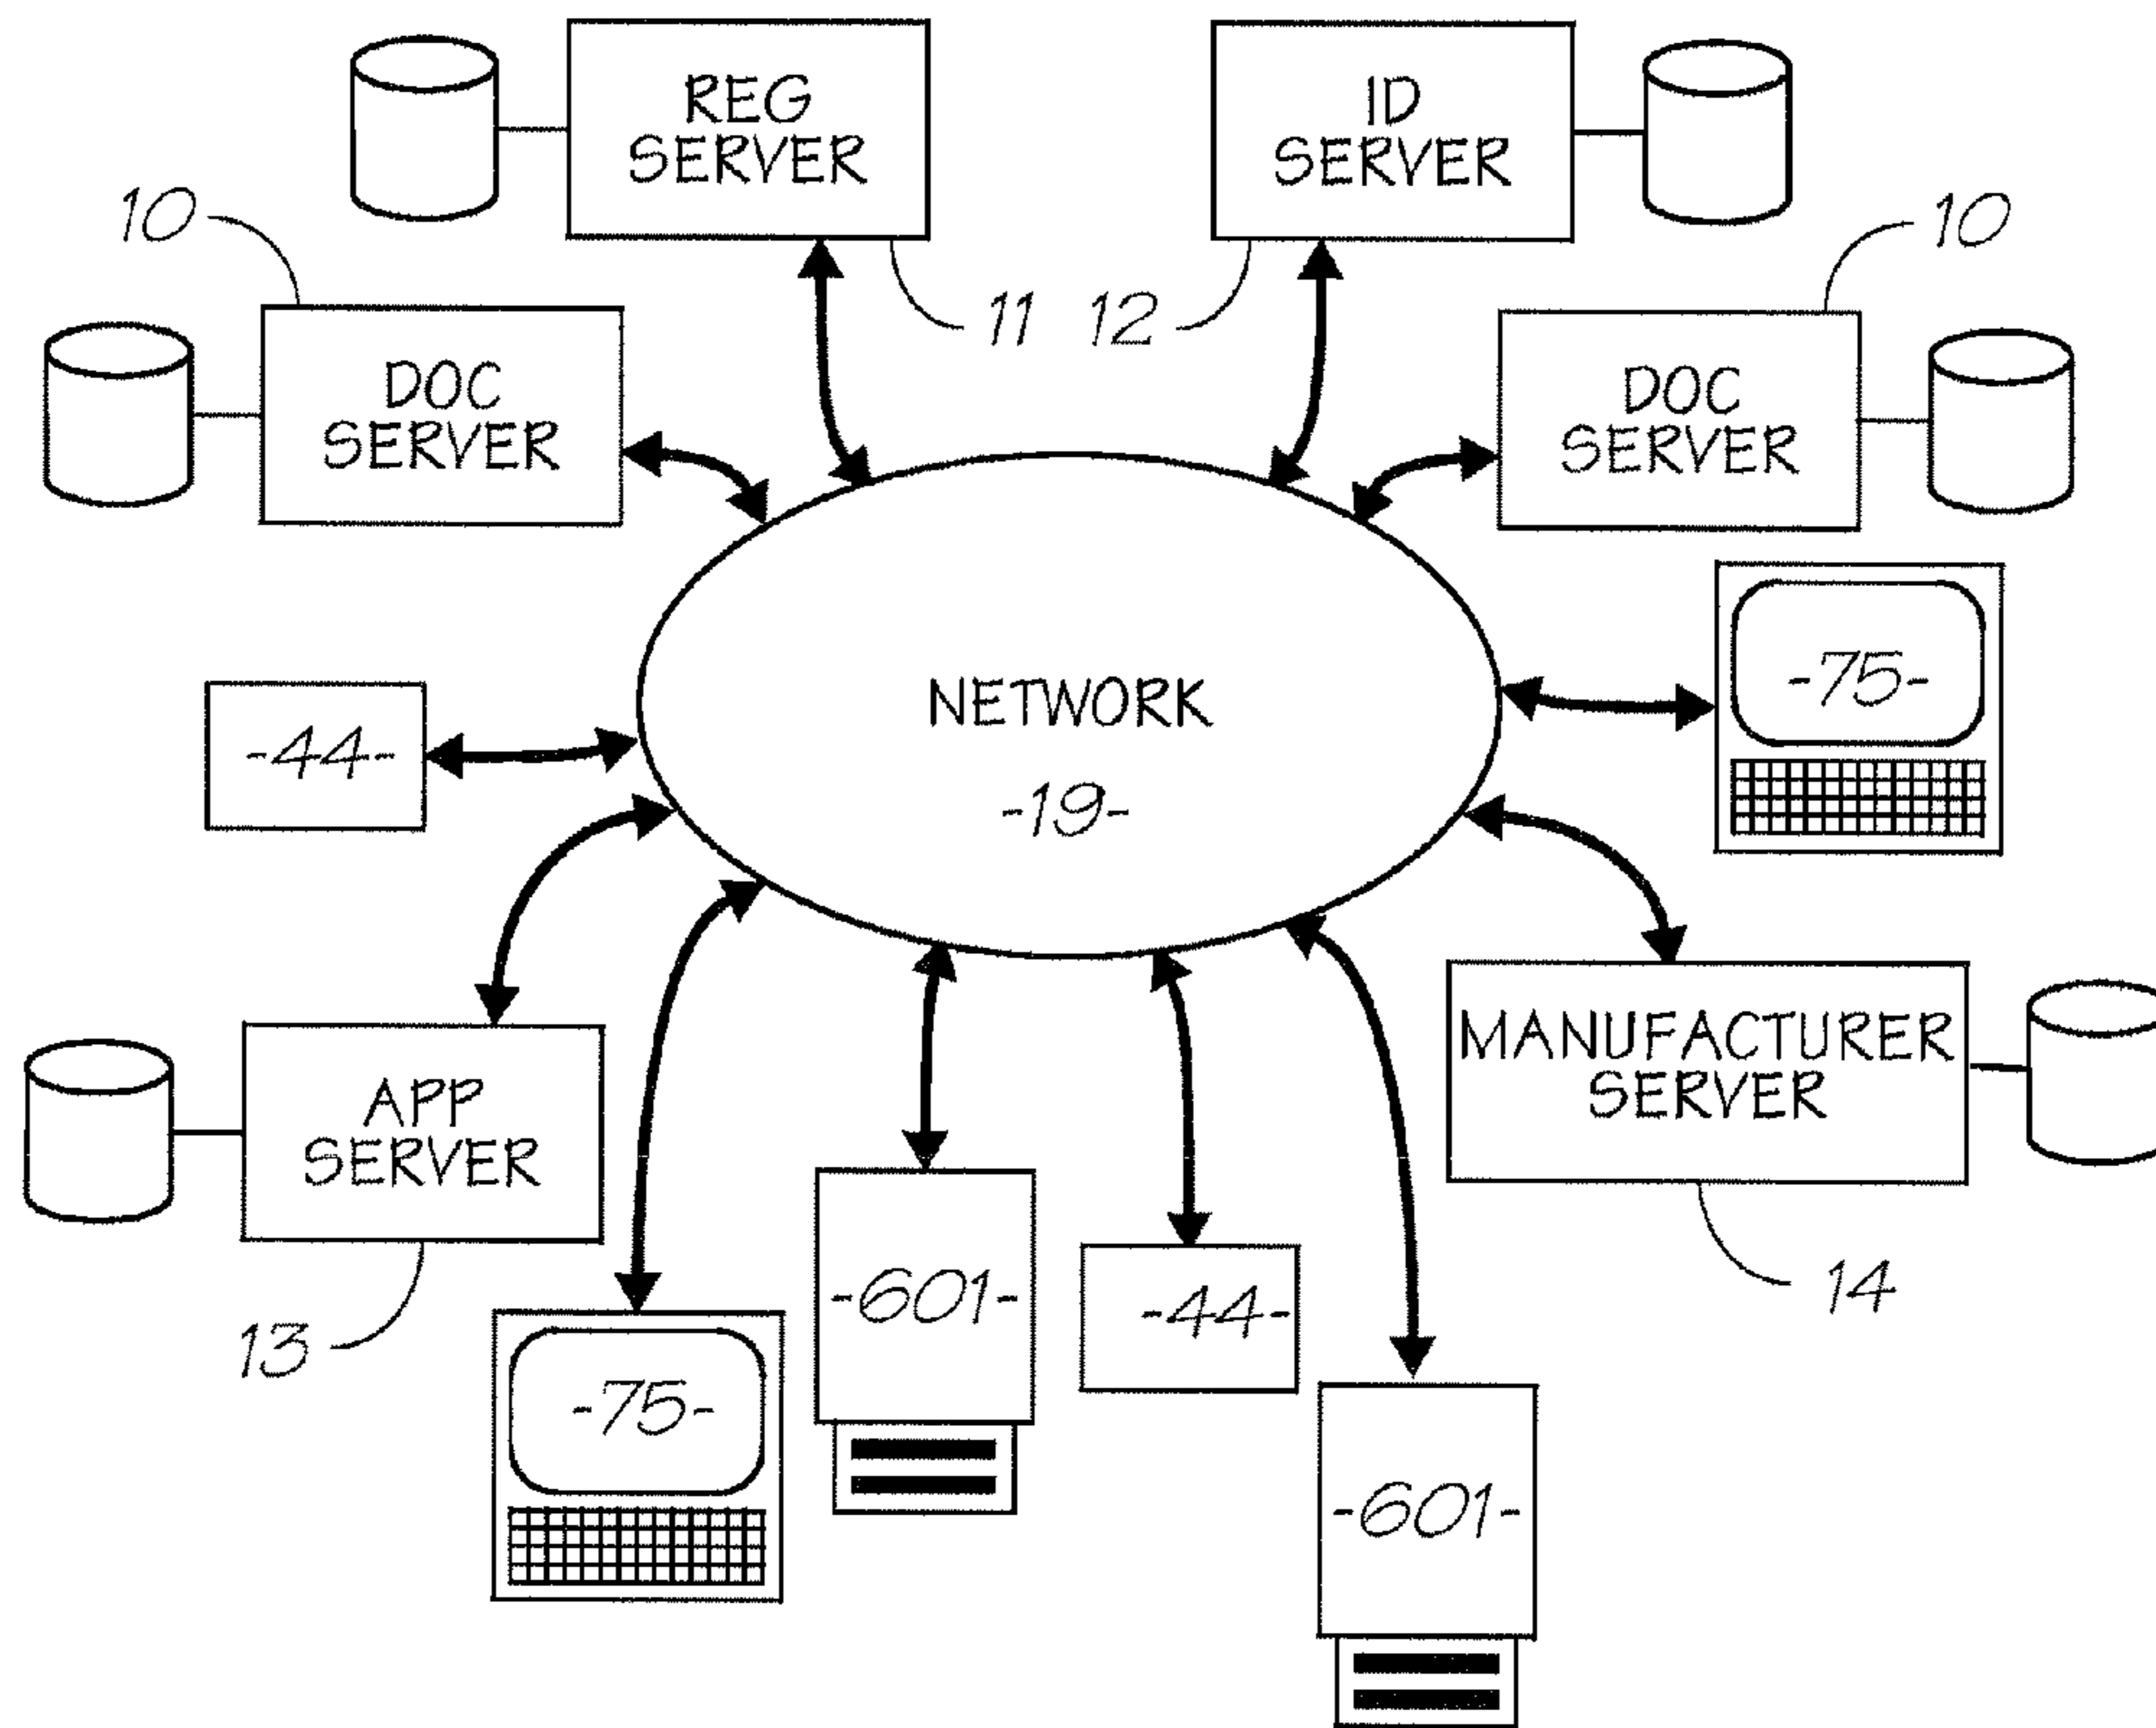 REG
SERVER
ID
SERVER
10
10
11
12
DOC
SERVER
DOC
SERVER
-75-
NETWORK
-19-
-44-
MANUFACTURER
SERVER
APP
SERVER
-601-
-44-
14
13
-75-
-601-